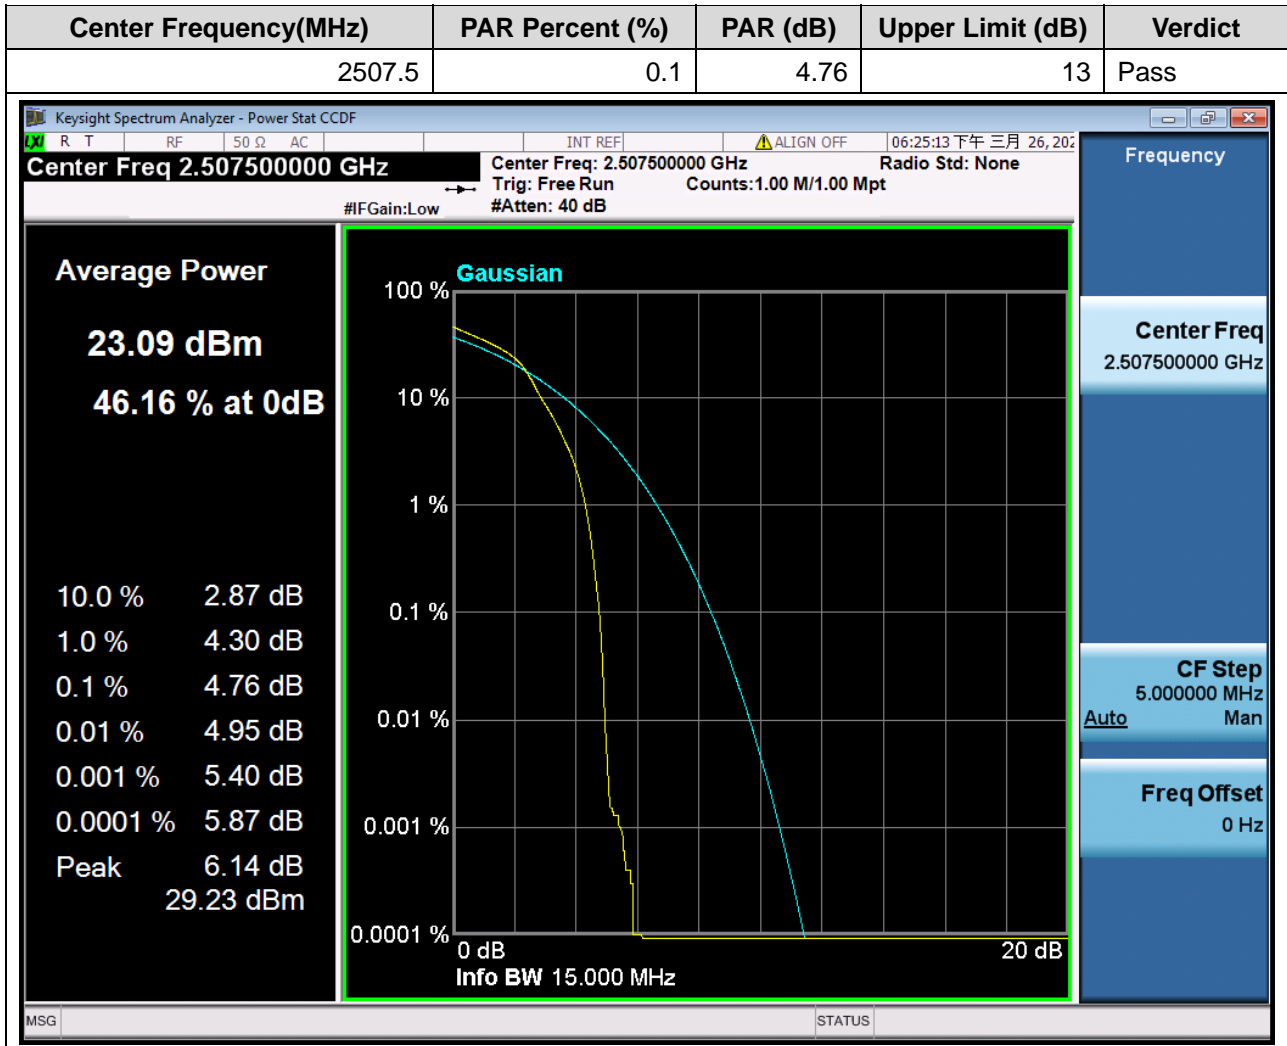 Center Frequency(MHz) PAR Percent (%) PAR (dB) Upper Limit (dB) Verdict
2507.5 0.1 4.76 13 Pass
Keysight Spectrum Analyzer - Power Stat CCDF
LXI R T RF 50 Ω AC INT REF ALIGN OFF 06:25:13 下午 三月 26, 202
Center Freq 2.507500000 GHz
Center Freq: 2.507500000 GHz Radio Std: None
Trig: Free Run Counts:1.00 M/1.00 Mpt
#IFGain:Low #Atten: 40 dB
Average Power
23.09 dBm
46.16 % at 0dB
10.0 % 2.87 dB
1.0 % 4.30 dB
0.1 % 4.76 dB
0.01 % 4.95 dB
0.001 % 5.40 dB
0.0001 % 5.87 dB
Peak 6.14 dB
29.23 dBm
Gaussian
100 %
10 %
1 %
0.1 %
0.01 %
0.001 %
0.0001 %
0 dB 20 dB
Info BW 15.000 MHz
Frequency
Center Freq
2.507500000 GHz
CF Step
5.000000 MHz
Auto Man
Freq Offset
0 Hz
MSG STATUS